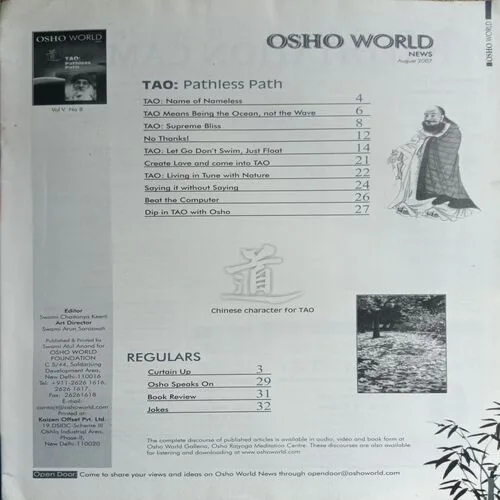 OSHO WORLD
道
TAO:
Pathless
Path
Vol V No 8
OSHO WORLD
NEWS
August 2007
OSHO WORLD
TAO: Pathless Path
TAO: Name of Nameless 4
TAO Means Being the Ocean, not the Wave 6
TAO: Supreme Bliss 8
No Thanks! 12
TAO: Let Go Don't Swim, Just Float 14
Create Love and come into TAO 21
TAO: Living in Tune with Nature 22
Saying it without Saying 24
Beat the Computer 26
Dip in TAO with Osho 27
道
Chinese character for TAO
Editor
Swami Chaitanya Keerti
Art Director
Swami Arun Saraswati
Published & Printed by
Swami Atul Anand for
OSHO WORLD
FOUNDATION
C 5/44, Safdarjung
Development Area,
New Delhi-110016
Tel: +911-2626 1616,
2626 1617,
Fax: 26261618
E-mail:
contact@oshoworld.com
Printed at:
Kaizen Offset Pvt. Ltd.
19,DSIDC-Scheme III
Okhla Industrial Area,
Phase-II,
New Delhi-110020
REGULARS
Curtain Up 3
Osho Speaks On 29
Book Review 31
Jokes 32
The complete discourse of published articles is available in audio, video and book form at
Osho World Galleria, Osho Rajyoga Meditation Centre. These discourses are also available
for listening and downloading at www.oshoworld.com
Open Door: Come to share your views and ideas on Osho World News through opendoor@oshoworld.com